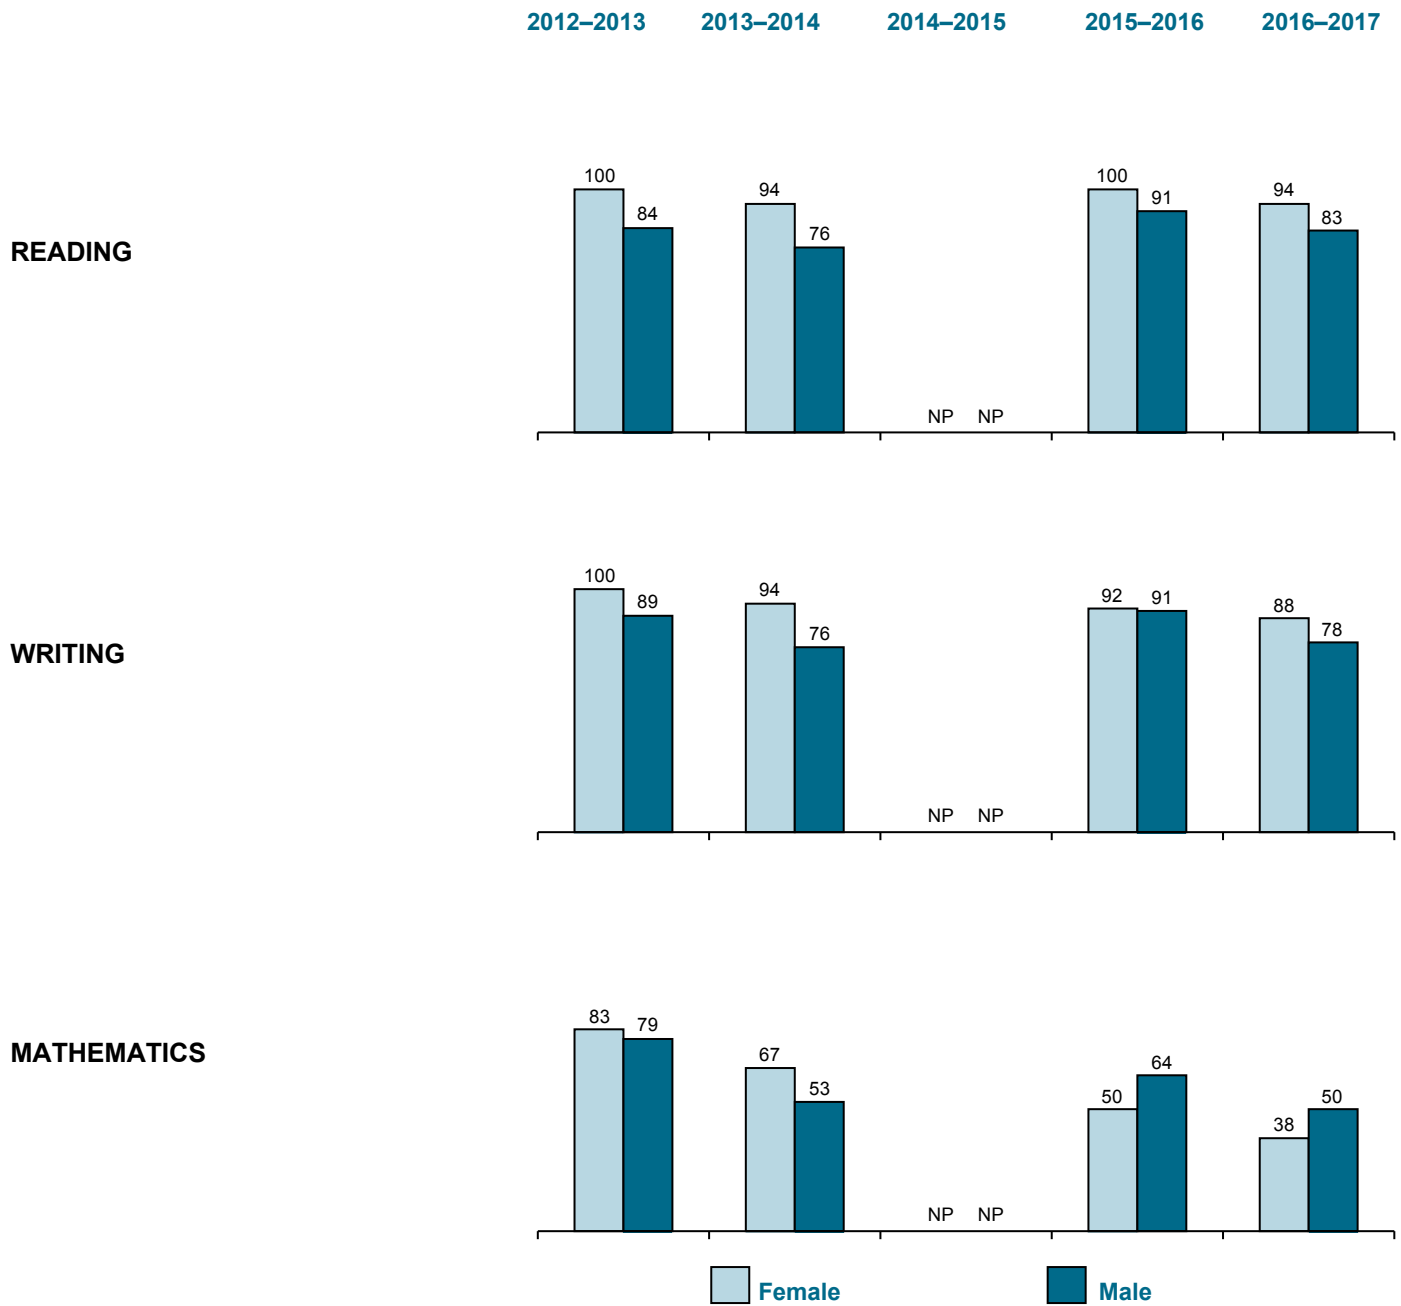 2012–2013 2013–2014 2014–2015 2015–2016 2016–2017
READING
100 84 94 76 NP NP 100 91 94 83
WRITING
100 89 94 76 NP NP 92 91 88 78
MATHEMATICS
83 79 67 53 NP NP 50 64 38 50
Female Male